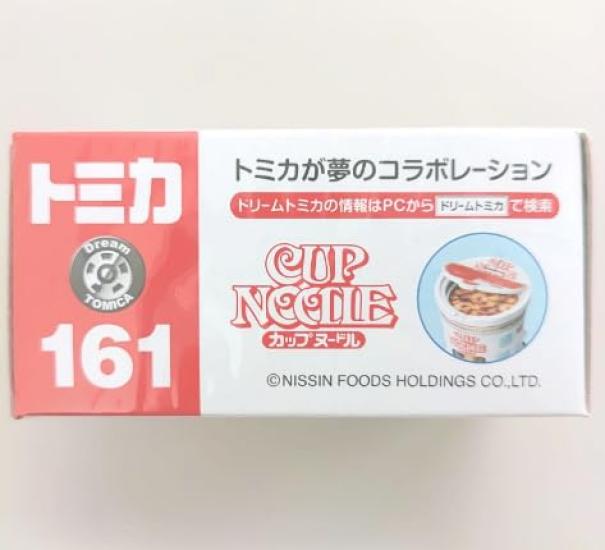 トミカ
Dream
TOMICA
161
トミカが夢のコラボレーション
ドリームトミカの情報はPCから ドリームトミカ で検索
CUP
NOODLE
カップヌードル
©NISSIN FOODS HOLDINGS CO.,LTD.
CUP
NOODLE